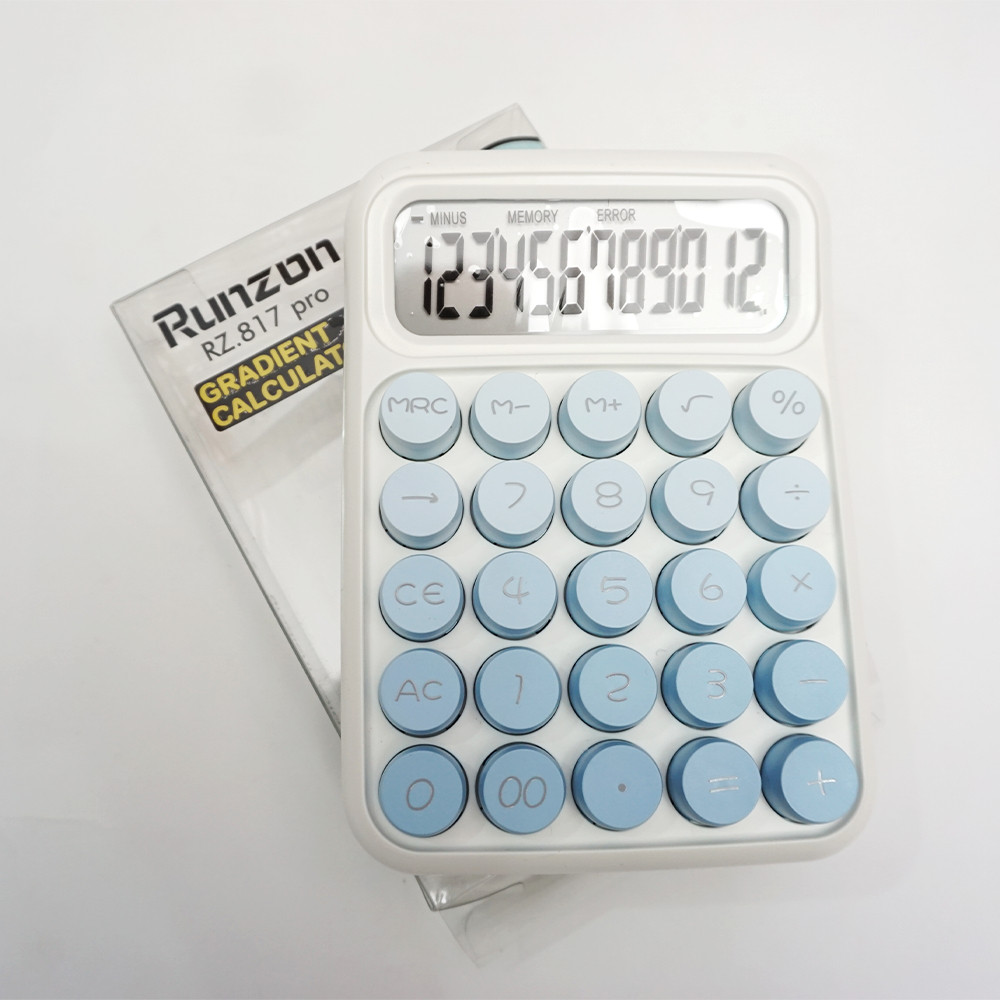 Runzon
RZ.817 pro
GRADIENT
CALCULAT
MINUS MEMORY ERROR
123456789012.
MRC M- M+ √ %
→ 7 8 9 ÷
CE 4 5 6 ×
AC 1 2 3 −
0 00 . = +